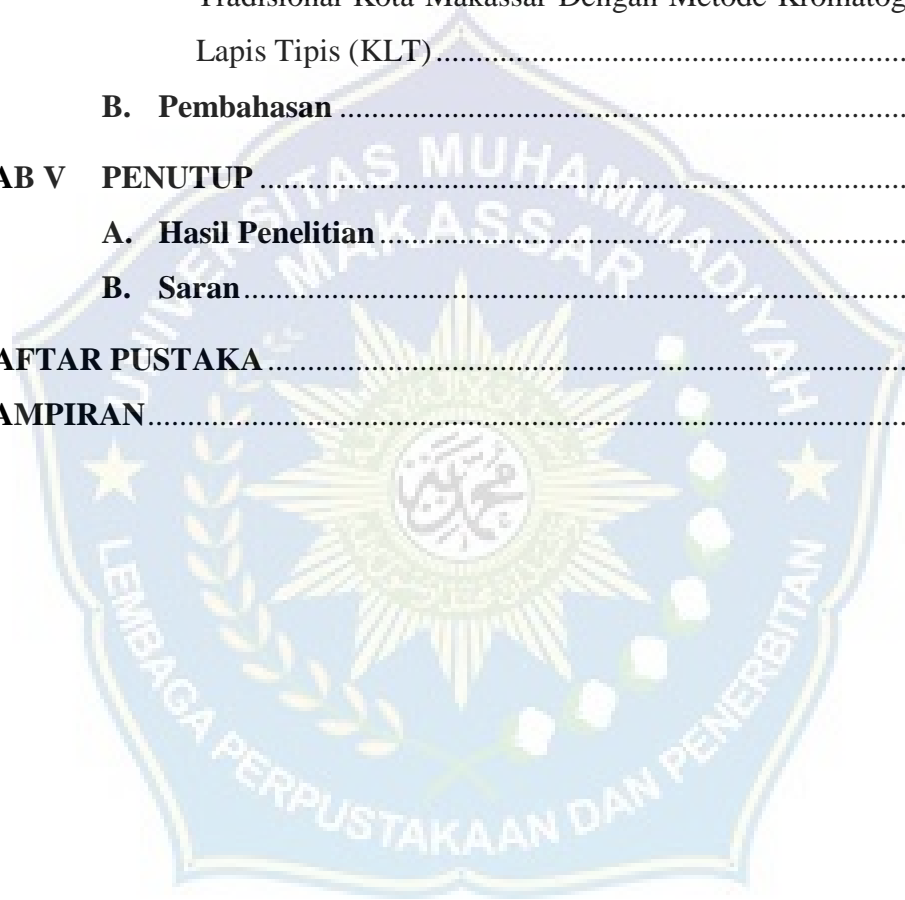 Tradisional Kota Makassar Dengan Metode Kromatog
Lapis Tipis (KLT)........................................................
B. Pembahasan ........................................................
AB V PENUTUP ........................................................
A. Hasil Penelitian ........................................................
B. Saran ........................................................
AFTAR PUSTAKA ........................................................
AMPIRAN ........................................................
UNIVERSITAS MUHAMMADIYAH
MAKASSAR
LEMBAGA PERPUSTAKAAN DAN PENERBITAN